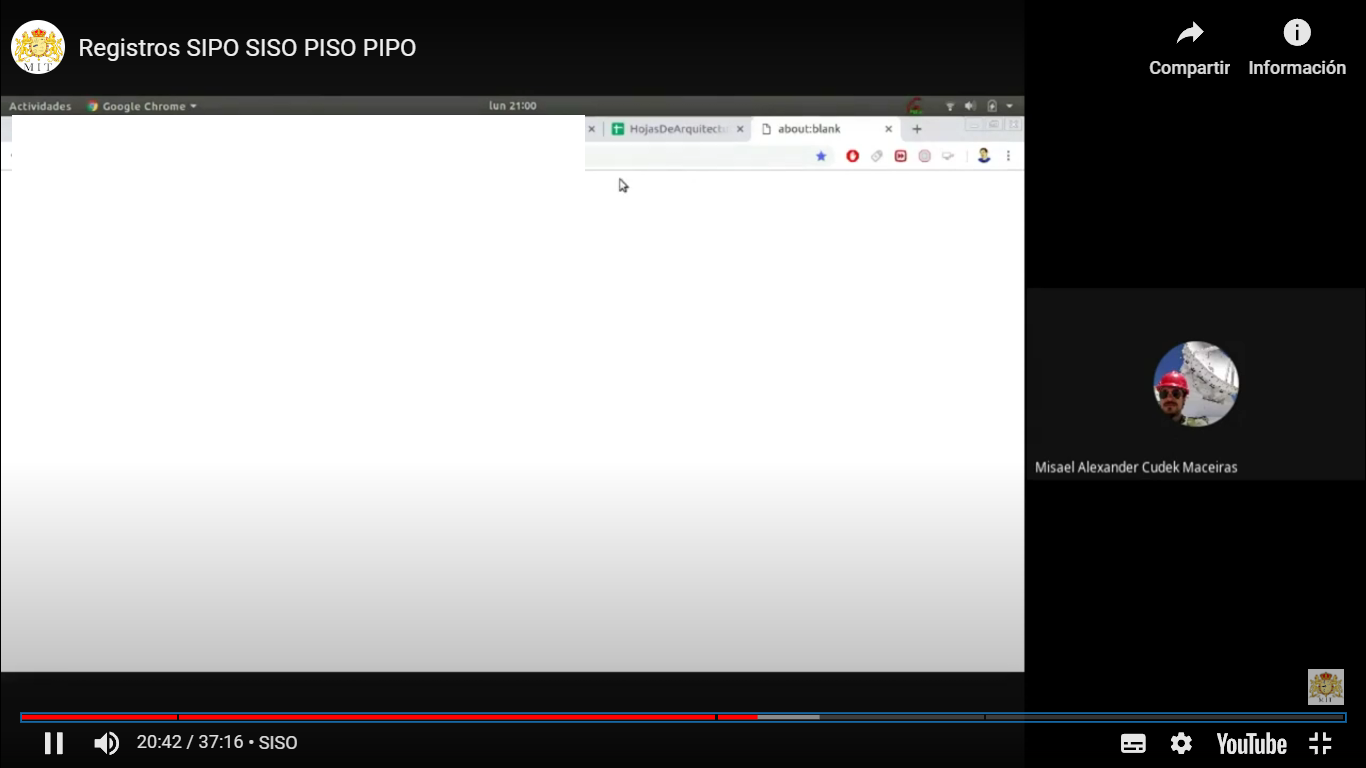 Registros SIPO SISO PISO PIPO
MIT
Compartir
Información
Actividades
Google Chrome
lun 21:00
HojasDeArquitect
about:blank
Misael Alexander Cudek Maceiras
20:42 / 37:16 • SISO
YouTube